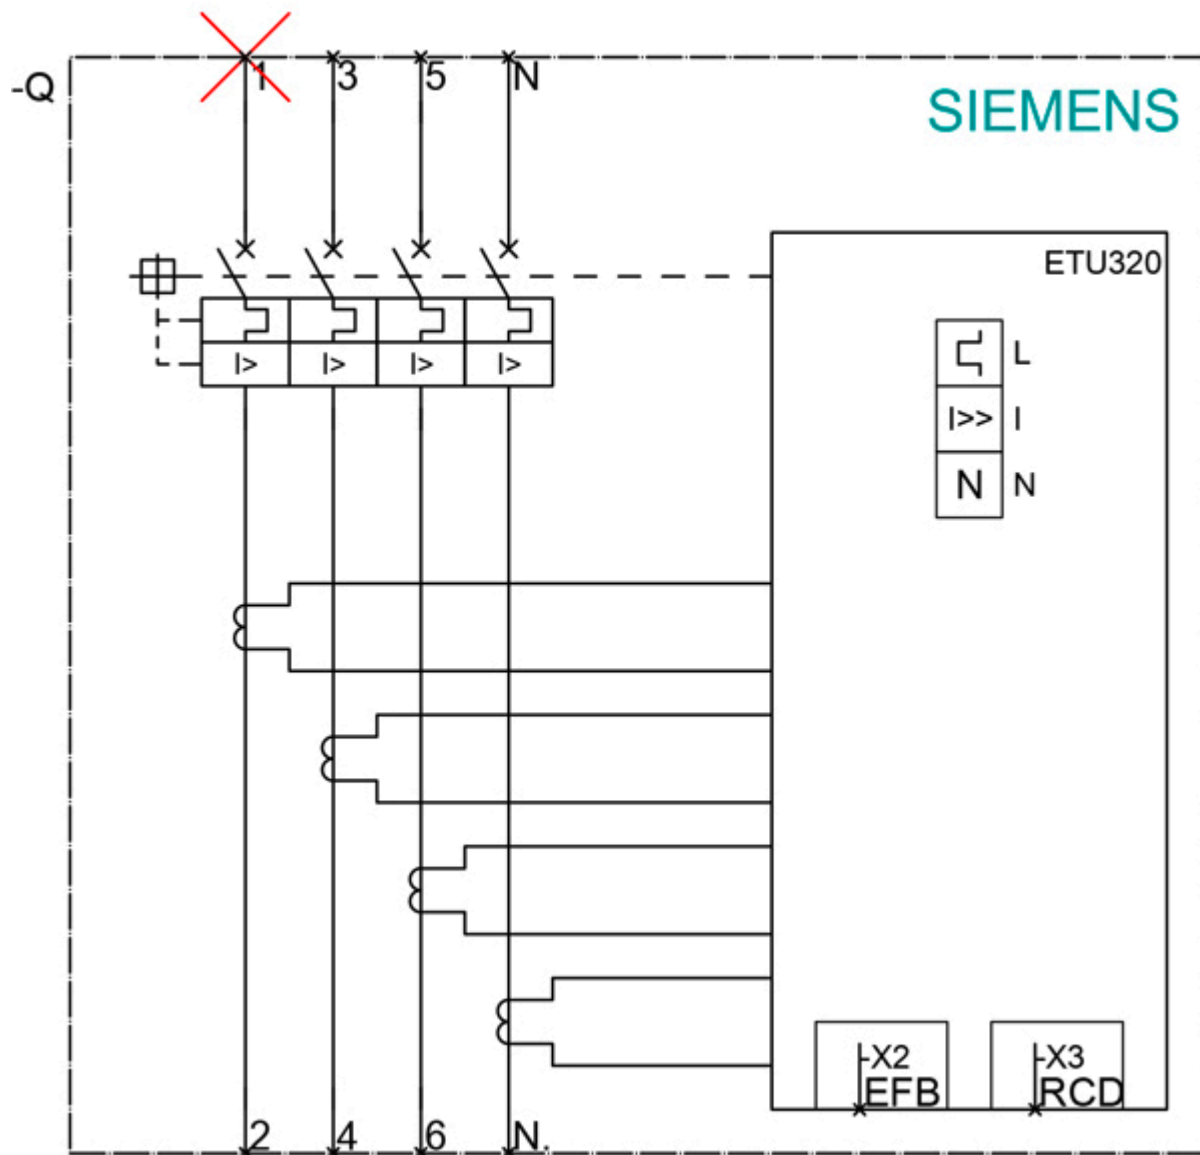 1 3 5 N
-Q
SIEMENS
ETU320
L
I> I> I> I>
I>> I
N N
-X2 -X3
EFB RCD
2 4 6 N.